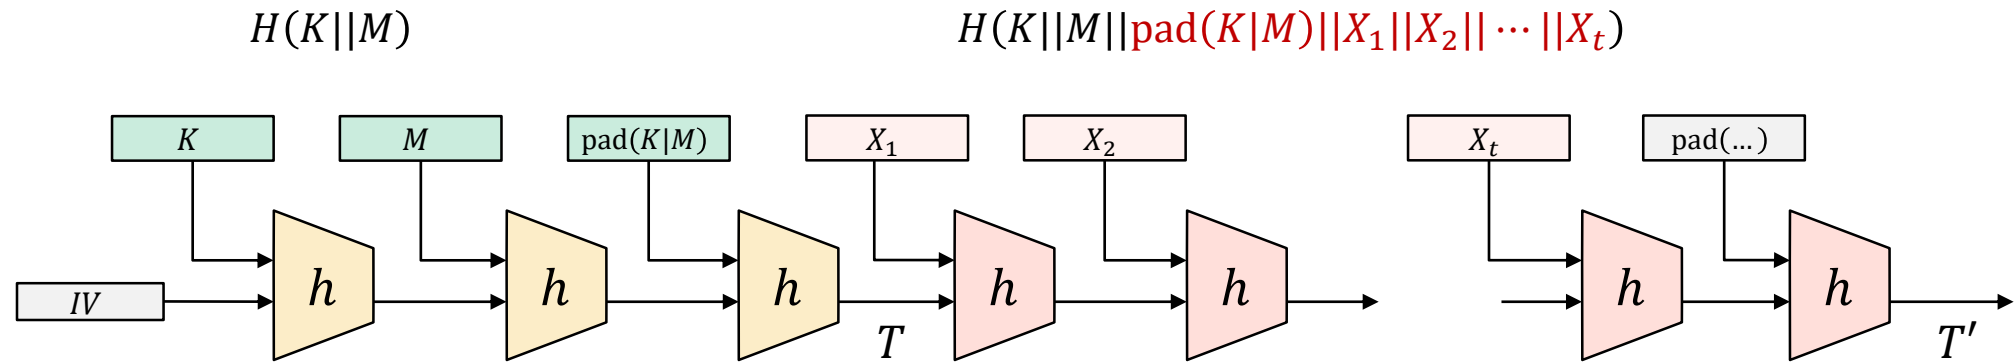 H(K||M)
H(K||M||pad(K|M)||X₁||X₂|| ⋯ ||Xₜ)
K
M
pad(K|M)
X₁
X₂
Xₜ
pad(…)
IV
h
h
h
h
h
h
h
T
T′